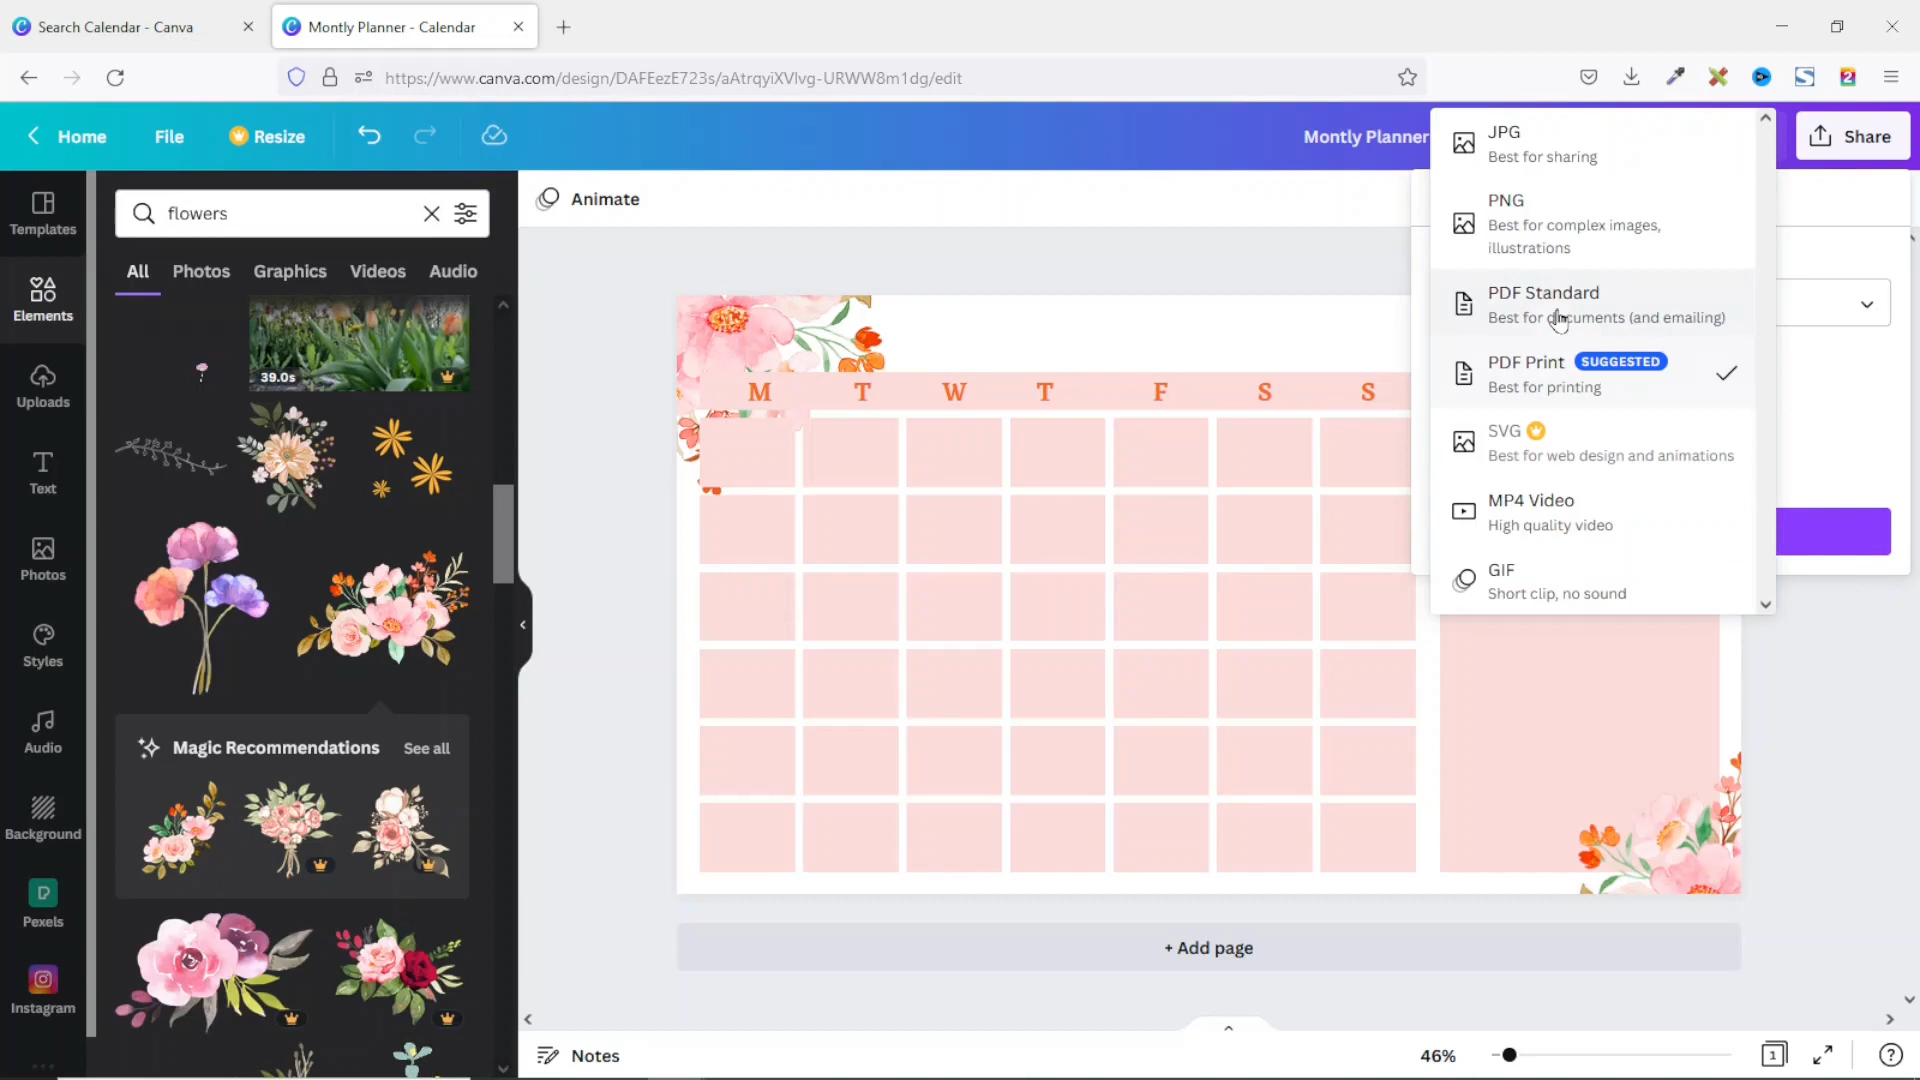 Search Calendar - Canva
Montly Planner - Calendar
https://www.canva.com/design/DAFEezE723s/aAtrqyiXVlvg-URWW8m1dg/edit
2
Home
File
Resize
Montly Planner
Share
Templates
Elements
Uploads
Text
Photos
Styles
Audio
Background
Pexels
Instagram
flowers
All
Photos
Graphics
Videos
Audio
39.0s
Magic Recommendations
See all
Animate
M T W T F S S
+ Add page
JPG
Best for sharing
PNG
Best for complex images,
illustrations
PDF Standard
Best for documents (and emailing)
PDF Print SUGGESTED
Best for printing
SVG
Best for web design and animations
MP4 Video
High quality video
GIF
Short clip, no sound
Notes
46%
1